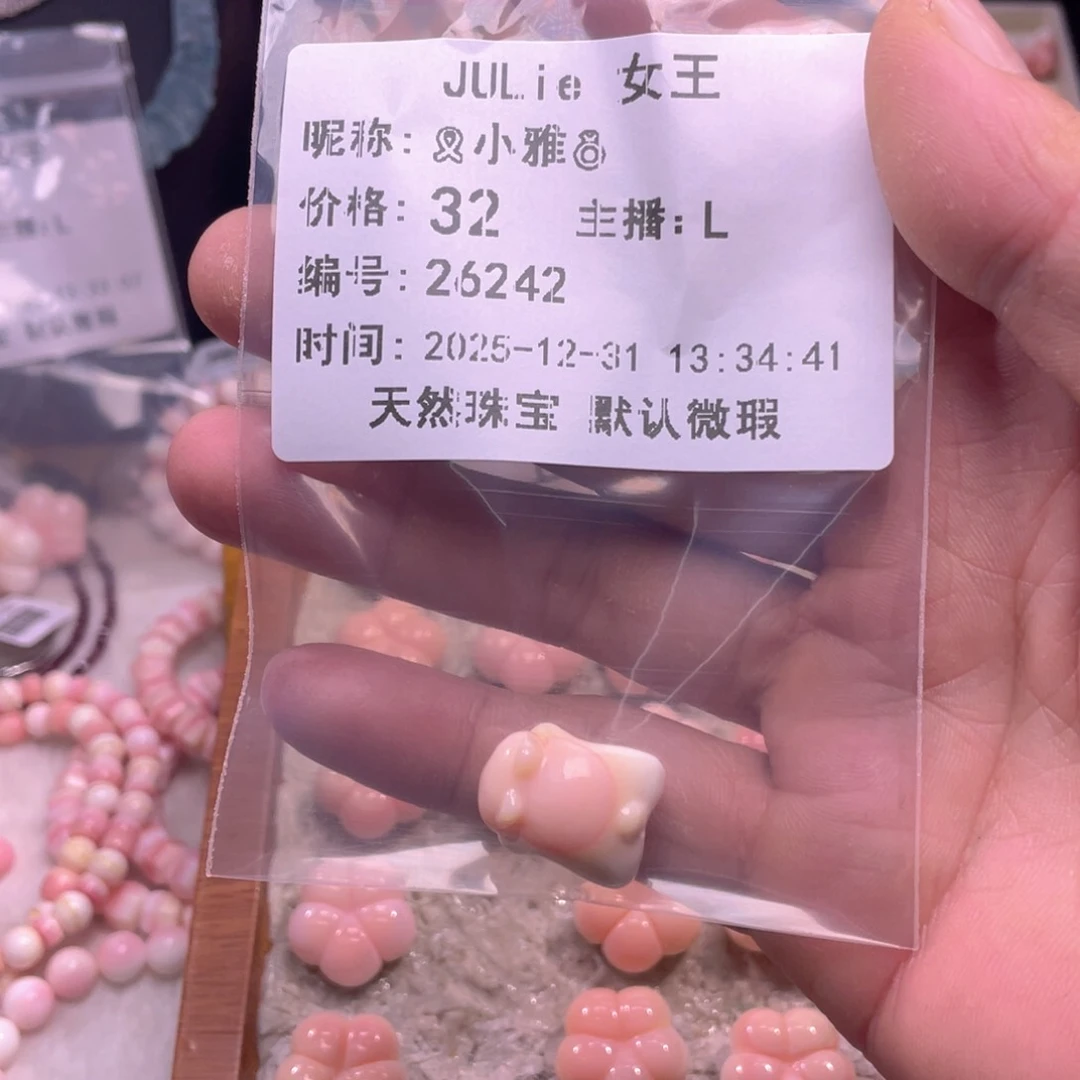 JULie 女王
昵称：🎗小雅💍
价格：32 主播：L
编号：26242
时间：2025-12-31 13:34:41
天然珠宝 默认微瑕